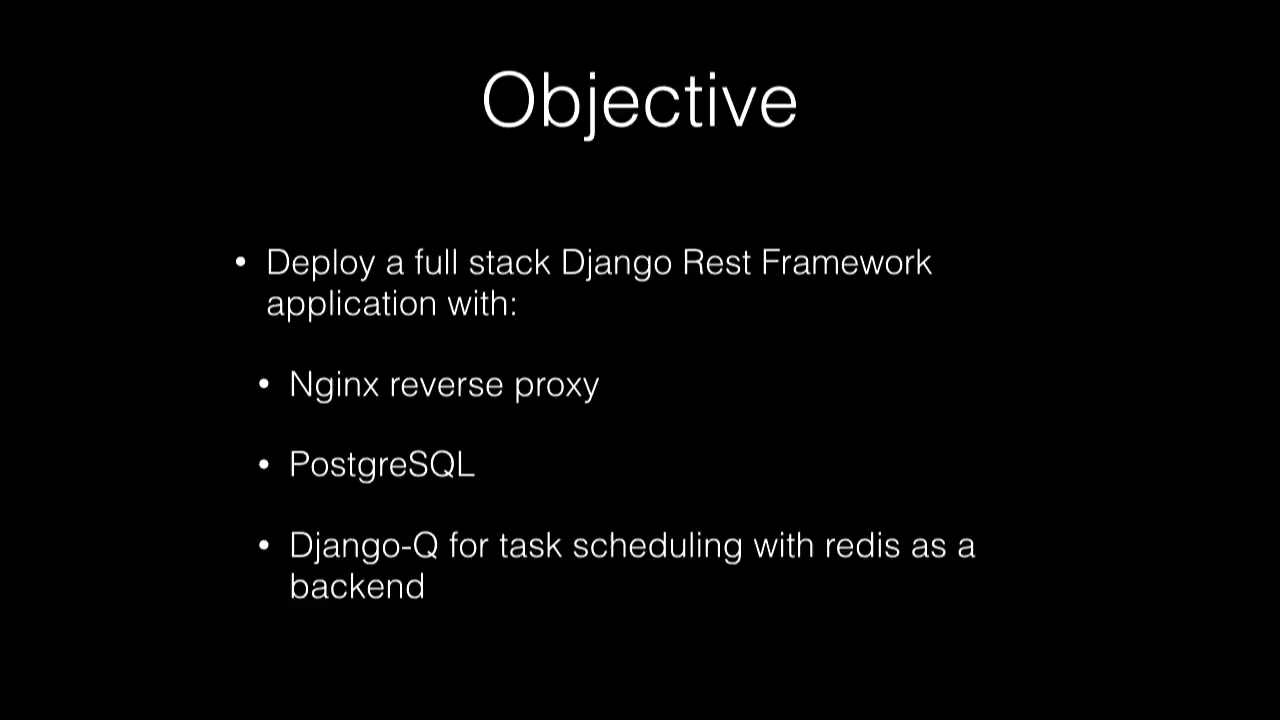 Objective
• Deploy a full stack Django Rest Framework
application with:
• Nginx reverse proxy
• PostgreSQL
• Django-Q for task scheduling with redis as a
backend